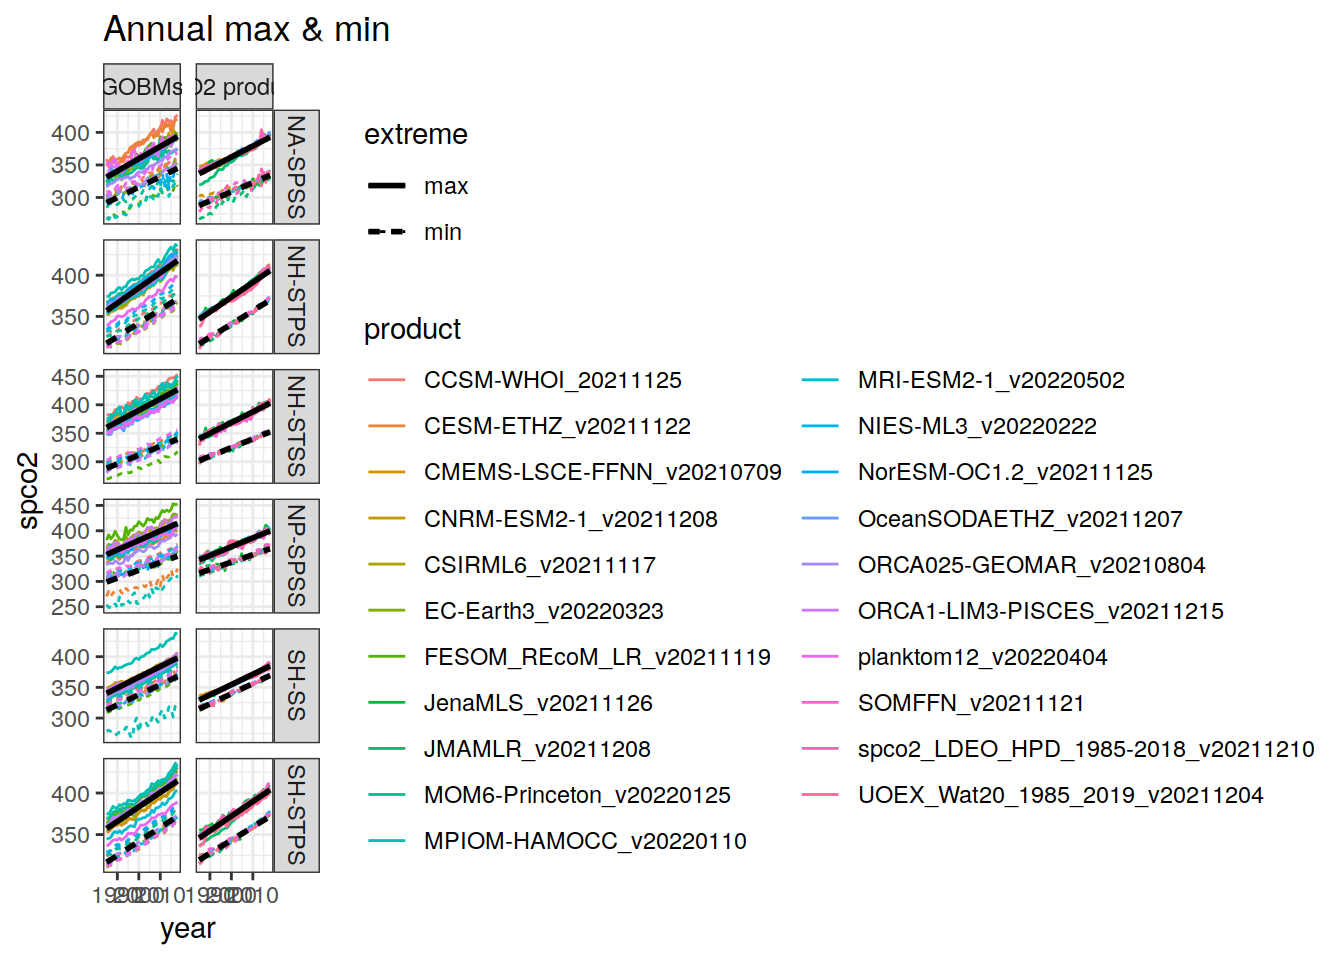 Annual max & min
GOBMs
O2 produ
400
350
300
NA-SPSS
400
350
NH-STPS
450
400
350
300
NH-STSS
450
400
350
300
250
NP-SPSS
400
350
300
SH-SS
400
350
SH-STPS
1990 2000 2010
1990 2000 2010
year
spco2
extreme
max
min
product
CCSM-WHOI_20211125
CESM-ETHZ_v20211122
CMEMS-LSCE-FFNN_v20210709
CNRM-ESM2-1_v20211208
CSIRML6_v20211117
EC-Earth3_v20220323
FESOM_REcoM_LR_v20211119
JenaMLS_v20211126
JMAMLR_v20211208
MOM6-Princeton_v20220125
MPIOM-HAMOCC_v20220110
MRI-ESM2-1_v20220502
NIES-ML3_v20220222
NorESM-OC1.2_v20211125
OceanSODAETHZ_v20211207
ORCA025-GEOMAR_v20210804
ORCA1-LIM3-PISCES_v20211215
planktom12_v20220404
SOMFFN_v20211121
spco2_LDEO_HPD_1985-2018_v20211210
UOEX_Wat20_1985_2019_v20211204